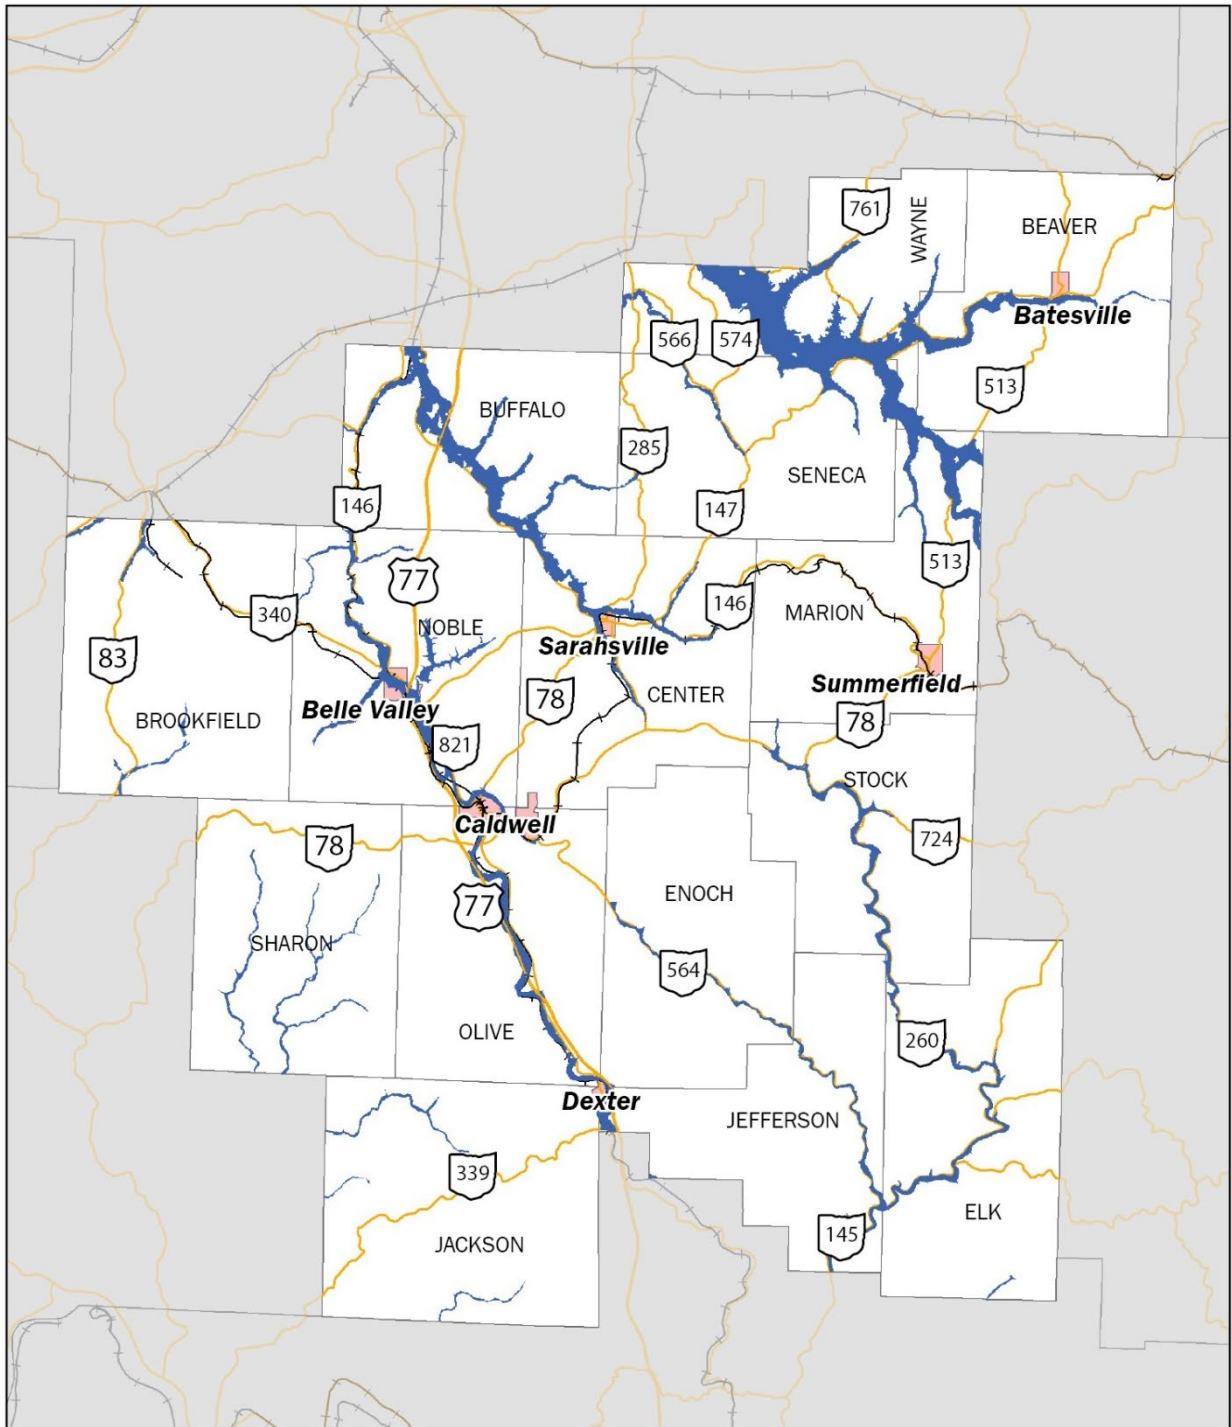 761
WAYNE
BEAVER
Batesville
566
574
513
BUFFALO
285
SENECA
146
147
513
77
146
MARION
340
NOBLE
Sarahsville
83
Summerfield
78
CENTER
Belle Valley
BROOKFIELD
78
821
STOCK
Caldwell
78
724
ENOCH
77
SHARON
564
OLIVE
260
Dexter
JEFFERSON
339
ELK
145
JACKSON